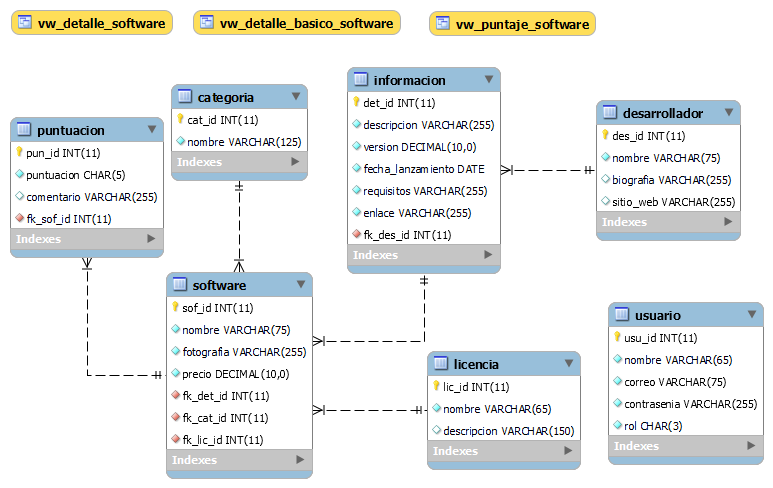 vw_detalle_software
vw_detalle_basico_software
vw_puntaje_software
puntuacion
pun_id INT(11)
puntuacion CHAR(5)
comentario VARCHAR(255)
fk_sof_id INT(11)
Indexes
categoria
cat_id INT(11)
nombre VARCHAR(125)
Indexes
informacion
det_id INT(11)
descripcion VARCHAR(255)
version DECIMAL(10,0)
fecha_lanzamiento DATE
requisitos VARCHAR(255)
enlace VARCHAR(255)
fk_des_id INT(11)
Indexes
desarrollador
des_id INT(11)
nombre VARCHAR(75)
biografia VARCHAR(255)
sitio_web VARCHAR(255)
Indexes
software
sof_id INT(11)
nombre VARCHAR(75)
fotografia VARCHAR(255)
precio DECIMAL(10,0)
fk_det_id INT(11)
fk_cat_id INT(11)
fk_lic_id INT(11)
Indexes
licencia
lic_id INT(11)
nombre VARCHAR(65)
descripcion VARCHAR(150)
Indexes
usuario
usu_id INT(11)
nombre VARCHAR(65)
correo VARCHAR(75)
contrasenia VARCHAR(255)
rol CHAR(3)
Indexes